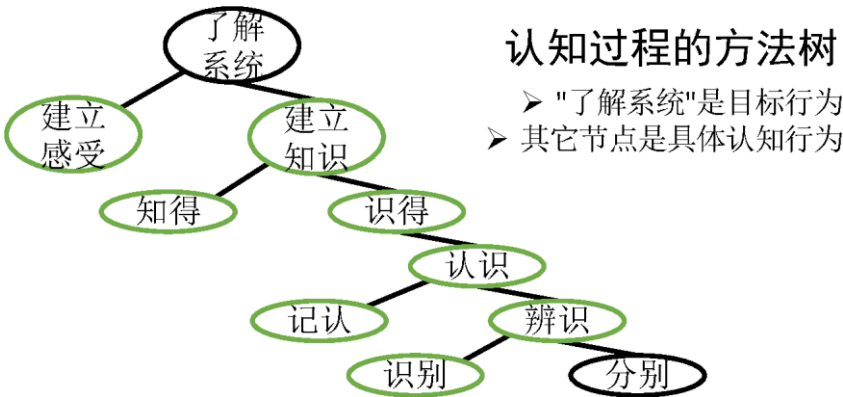 了解
系统
认知过程的方法树
➢ "了解系统"是目标行为
➢ 其它节点是具体认知行为
建立
感受
建立
知识
知得
识得
认识
记认
辨识
识别
分别